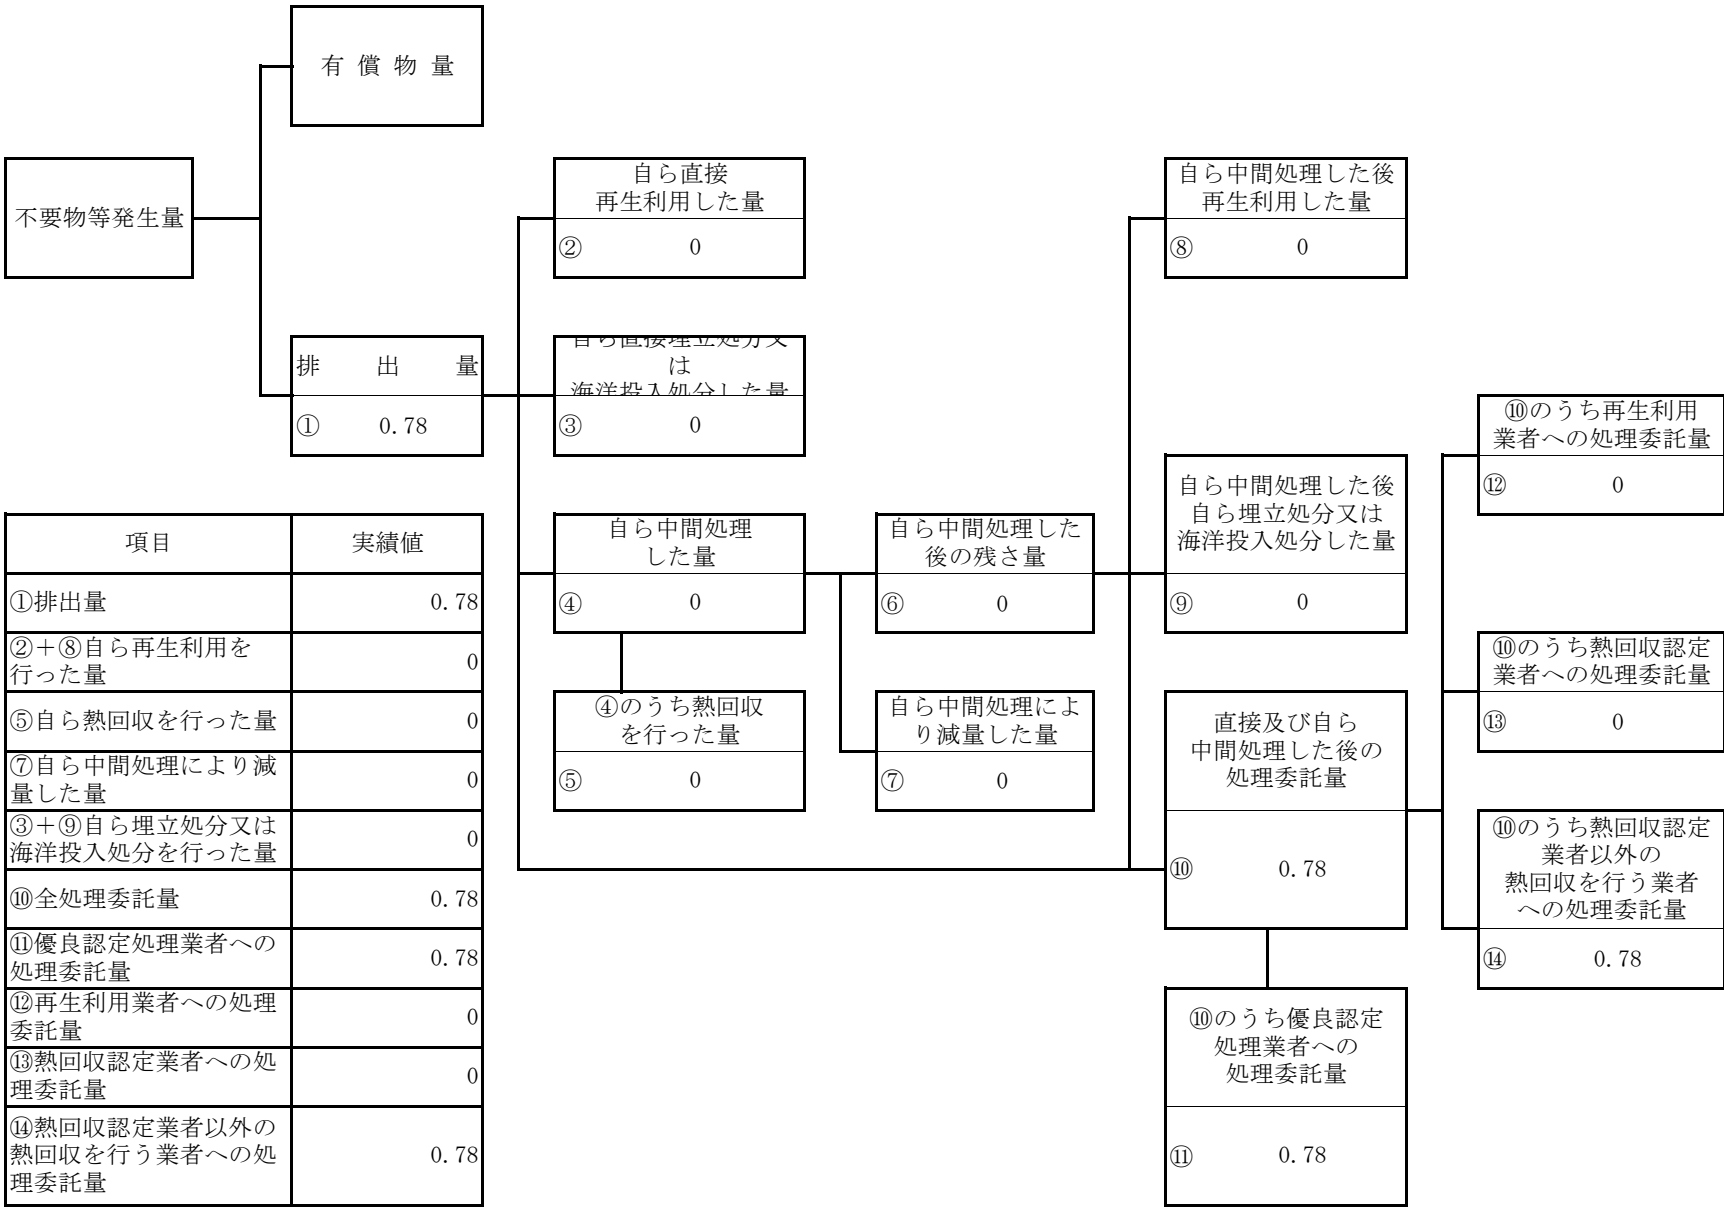 有償物量
不要物等発生量
自ら直接
再生利用した量
② 0
自ら中間処理した後
再生利用した量
⑧ 0
排出量
① 0.78
自ら直接埋立処分又
は
海洋投入処分した量
③ 0
⑩のうち再生利用
業者への処理委託量
⑫ 0
自ら中間処理した後
自ら埋立処分又は
海洋投入処分した量
⑨ 0
自ら中間処理
した量
④ 0
自ら中間処理した
後の残さ量
⑥ 0
⑩のうち熱回収認定
業者への処理委託量
⑬ 0
④のうち熱回収
を行った量
⑤ 0
自ら中間処理によ
り減量した量
⑦ 0
直接及び自ら
中間処理した後の
処理委託量
⑩ 0.78
⑩のうち熱回収認定
業者以外の
熱回収を行う業者
への処理委託量
⑭ 0.78
⑩のうち優良認定
処理業者への
処理委託量
⑪ 0.78
項目 実績値
①排出量 0.78
②+⑧自ら再生利用を
行った量 0
⑤自ら熱回収を行った量 0
⑦自ら中間処理により減
量した量 0
③+⑨自ら埋立処分又は
海洋投入処分を行った量 0
⑩全処理委託量 0.78
⑪優良認定処理業者への
処理委託量 0.78
⑫再生利用業者への処理
委託量 0
⑬熱回収認定業者への処
理委託量 0
⑭熱回収認定業者以外の
熱回収を行う業者への処
理委託量 0.78